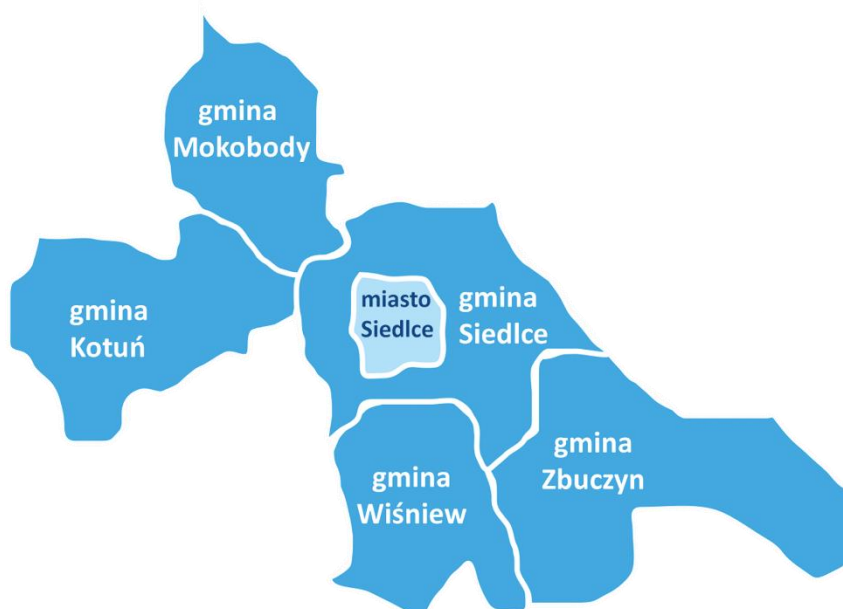 gmina
Mokobody
gmina
Kotuń
miasto
Siedlce
gmina
Siedlce
gmina
Wiśniew
gmina
Zbuczyn